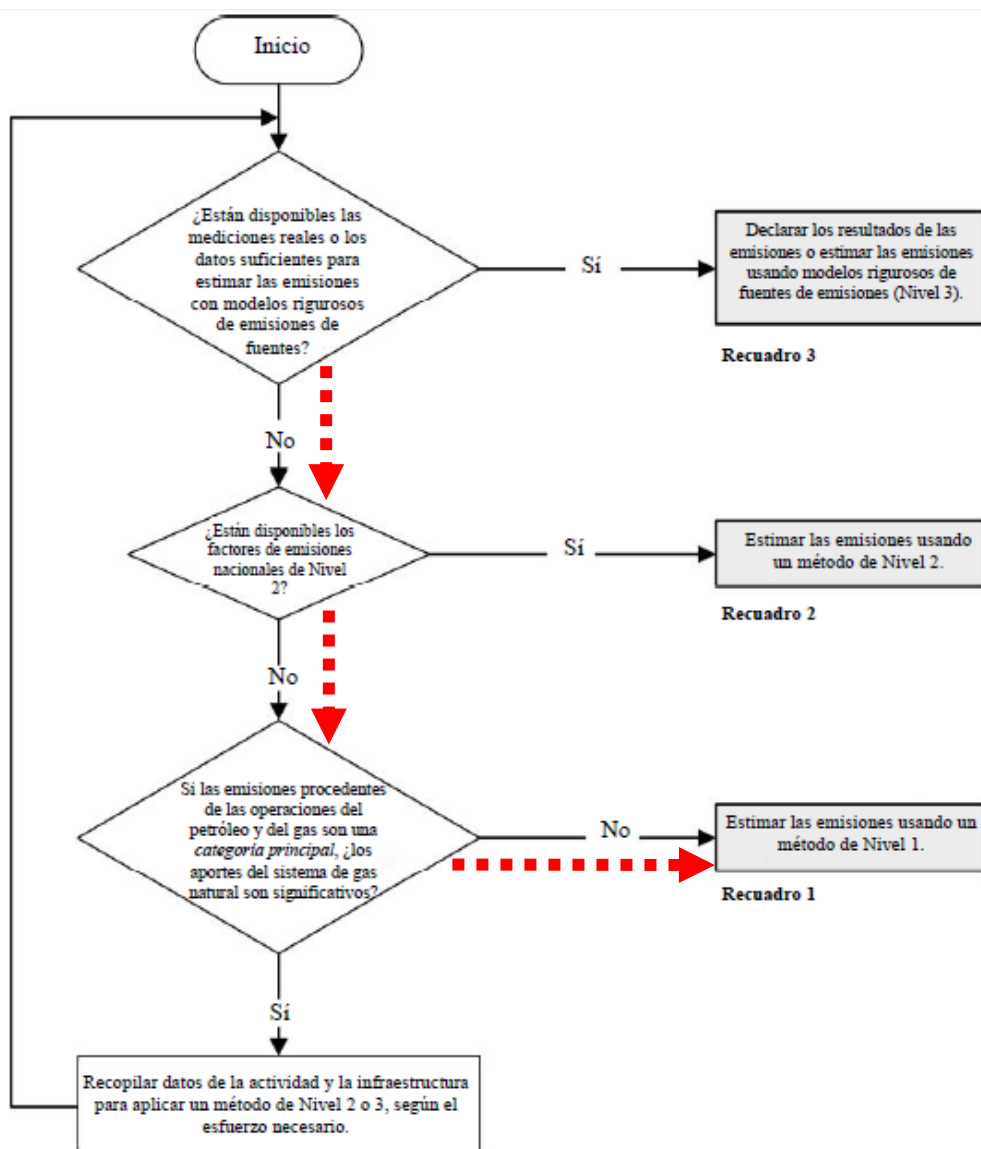 Inicio
¿Están disponibles las
mediciones reales o los
datos suficientes para
estimar las emisiones
con modelos rigurosos
de emisiones de
fuentes?
Sí
Declarar los resultados de las
emisiones o estimar las emisiones
usando modelos rigurosos de
fuentes de emisiones (Nivel 3).
Recuadro 3
No
¿Están disponibles los
factores de emisiones
nacionales de Nivel
2?
Sí
Estimar las emisiones usando
un método de Nivel 2.
Recuadro 2
No
Si las emisiones procedentes
de las operaciones del
petróleo y del gas son una
categoría principal, ¿los
aportes del sistema de gas
natural son significativos?
No
Estimar las emisiones usando un
método de Nivel 1.
Recuadro 1
Sí
Recopilar datos de la actividad y la infraestructura
para aplicar un método de Nivel 2 o 3, según el
esfuerzo necesario.